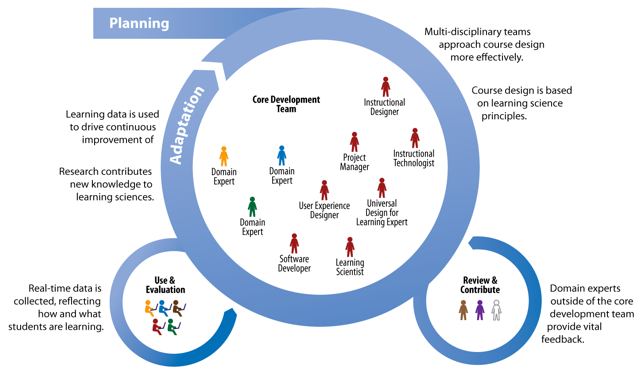 Planning
Multi-disciplinary teams
approach course design
more effectively.
Course design is based
on learning science
principles.
Adaptation
Learning data is used
to drive continuous
improvement of
Research contributes
new knowledge to
learning sciences.
Core Development
Team
Instructional
Designer
Project
Manager
Instructional
Technologist
Domain
Expert
Domain
Expert
User Experience
Designer
Universal
Design for
Learning Expert
Domain
Expert
Software
Developer
Learning
Scientist
Real-time data is
collected, reflecting
how and what
students are learning.
Use &
Evaluation
Review &
Contribute
Domain experts
outside of the core
development team
provide vital
feedback.